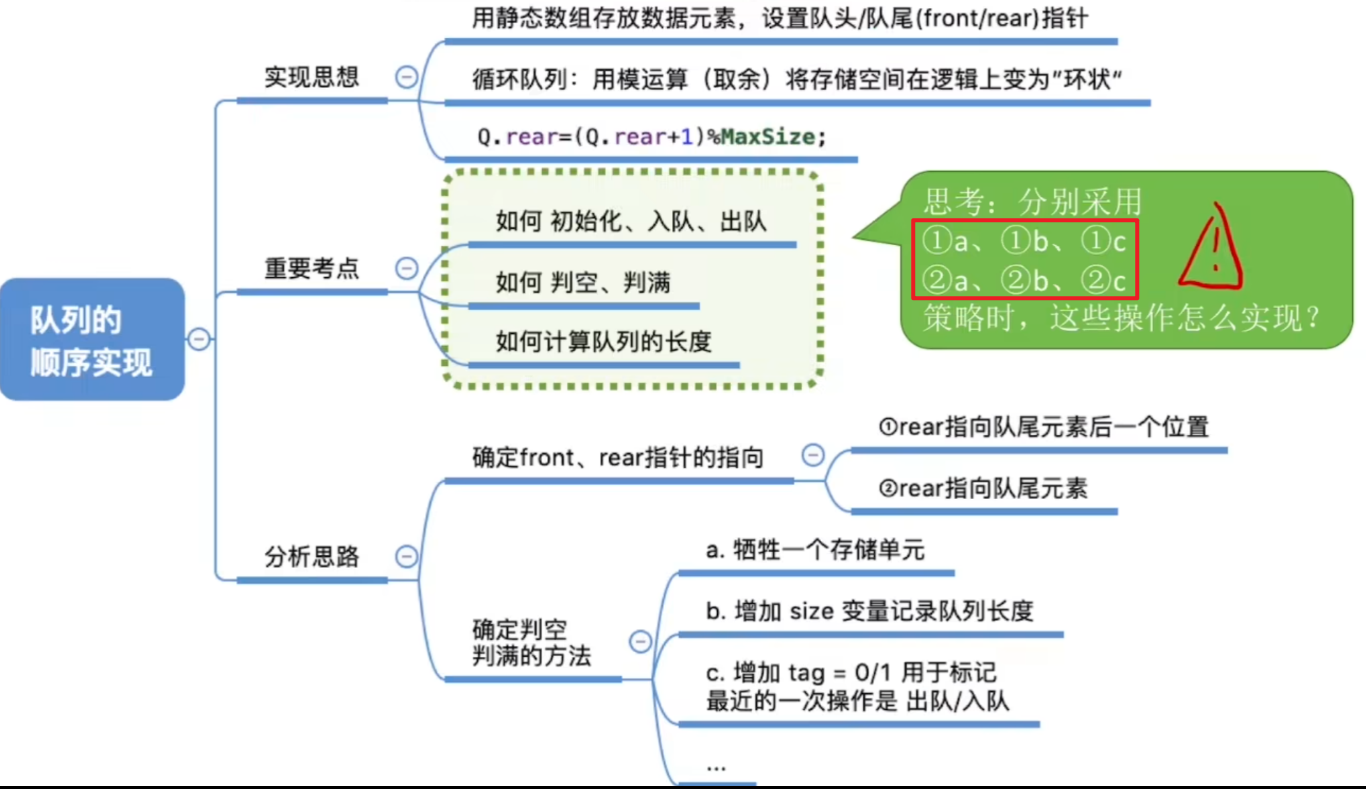 用静态数组存放数据元素，设置队头/队尾(front/rear)指针
实现思想
循环队列：用模运算（取余）将存储空间在逻辑上变为”环状“
Q.rear=(Q.rear+1)%MaxSize;
思考：分别采用
①a、①b、①c
②a、②b、②c
策略时，这些操作怎么实现？
!
如何 初始化、入队、出队
重要考点
如何 判空、判满
如何计算队列的长度
队列的
顺序实现
①rear指向队尾元素后一个位置
确定front、rear指针的指向
②rear指向队尾元素
分析思路
a. 牺牲一个存储单元
b. 增加 size 变量记录队列长度
确定判空
判满的方法
c. 增加 tag = 0/1 用于标记
最近的一次操作是 出队/入队
...